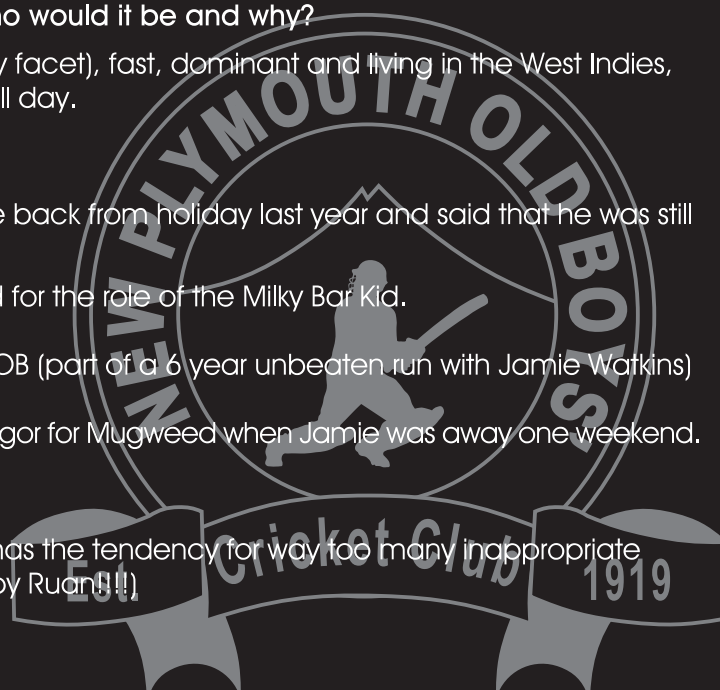 no would it be and why?
y facet), fast, dominant and living in the West Indies,
ll day.
NEW PLYMOUTH OLD BOYS'
e back from holiday last year and said that he was still
d for the role of the Milky Bar Kid.
OB (part of a 6 year unbeaten run with Jamie Watkins)
gor for Mugweed when Jamie was away one weekend.
has the tendency for way too many inappropriate
by Ruan!!!!)
Est. Cricket Club 1919